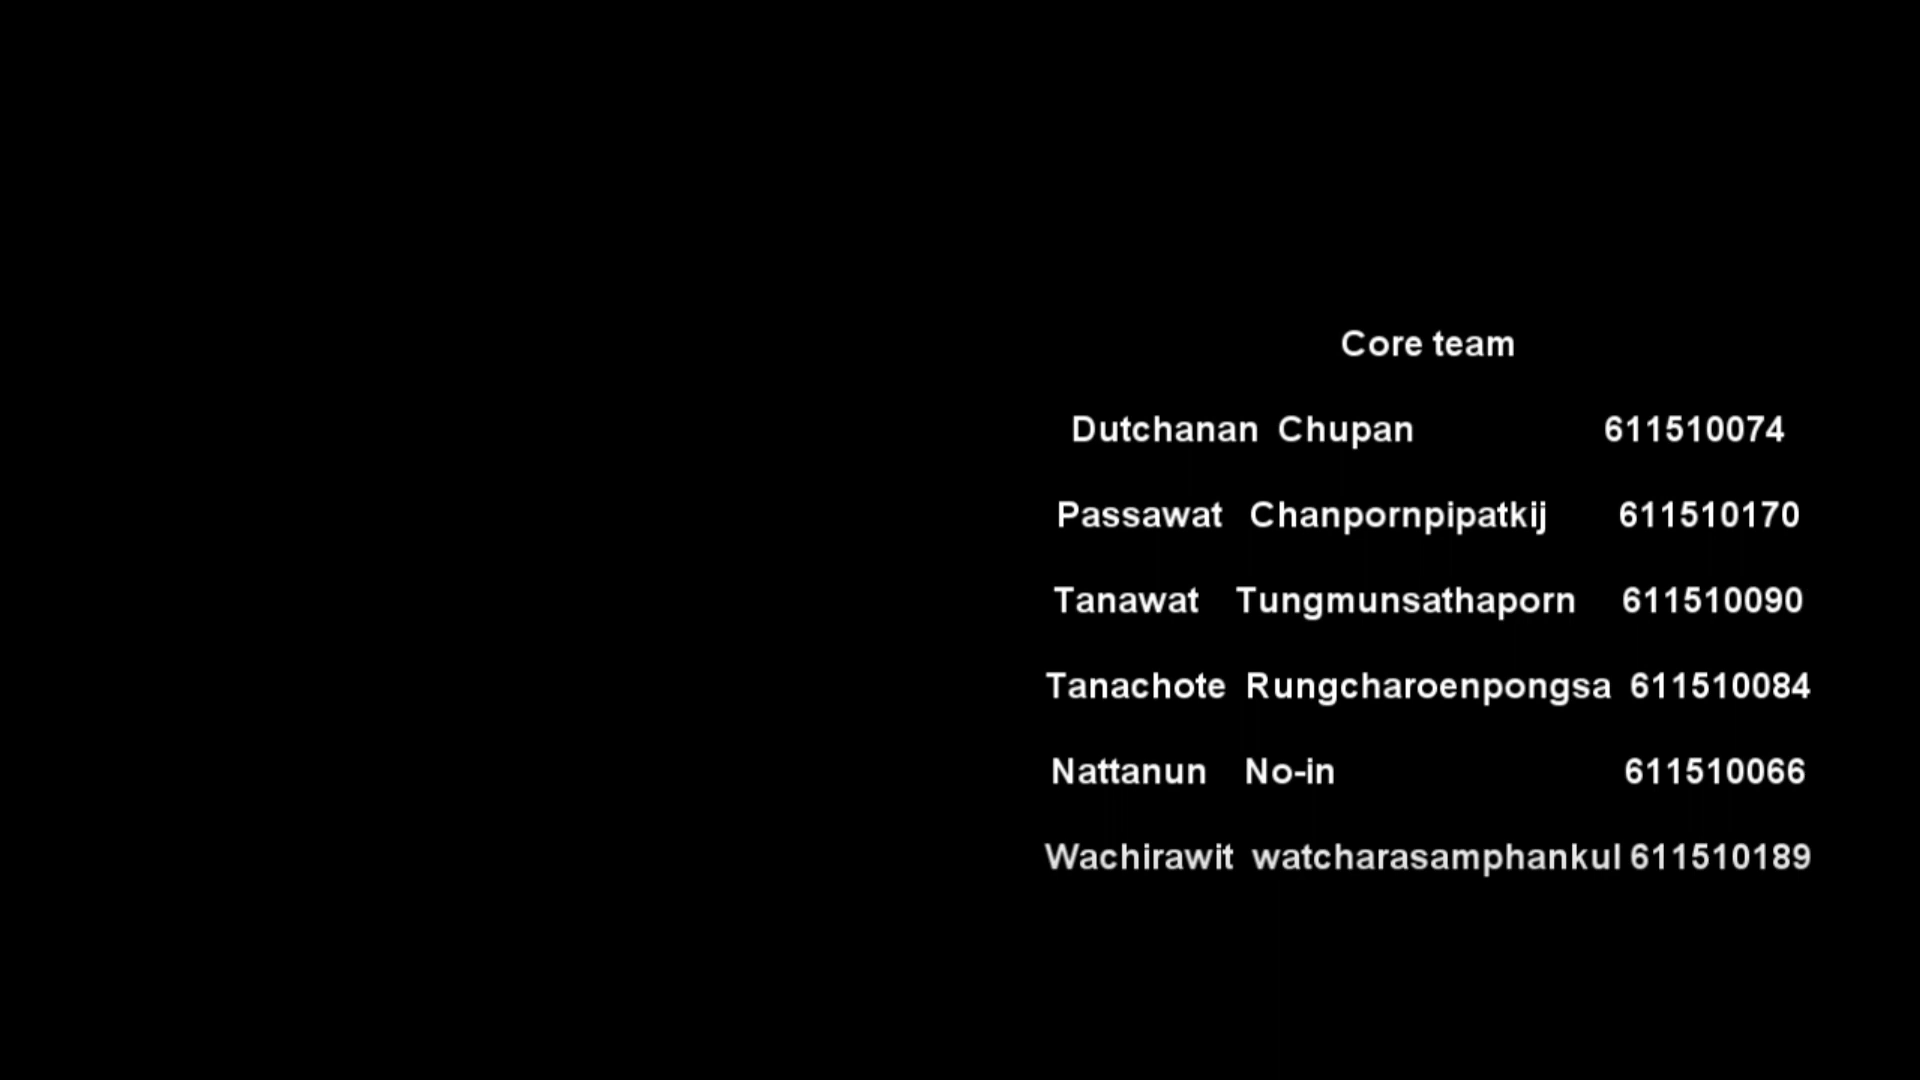 Core team
Dutchanan Chupan 611510074
Passawat Chanpornpipatkij 611510170
Tanawat Tungmunsathaporn 611510090
Tanachote Rungcharoenpongsa 611510084
Nattanun No-in 611510066
Wachirawit watcharasamphankul 611510189